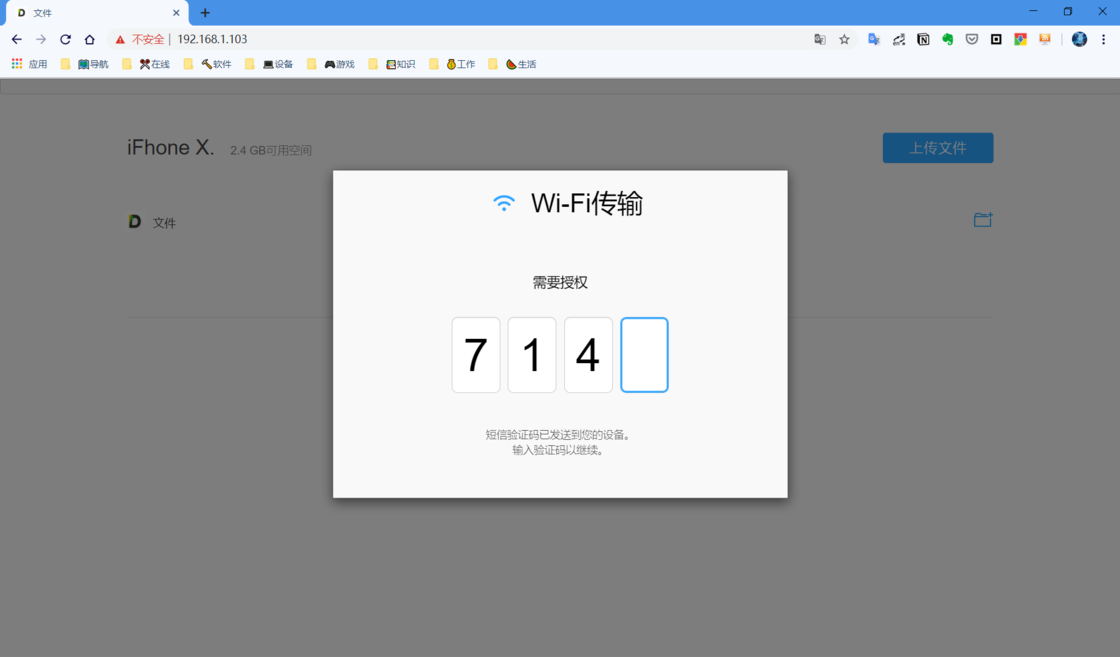 文件
不安全 | 192.168.1.103
应用 导航 在线 软件 设备 游戏 知识 工作 生活
iFhone X. 2.4 GB可用空间 上传文件
Wi-Fi传输
文件
需要授权
7 1 4
短信验证码已发送到您的设备。
输入验证码以继续。